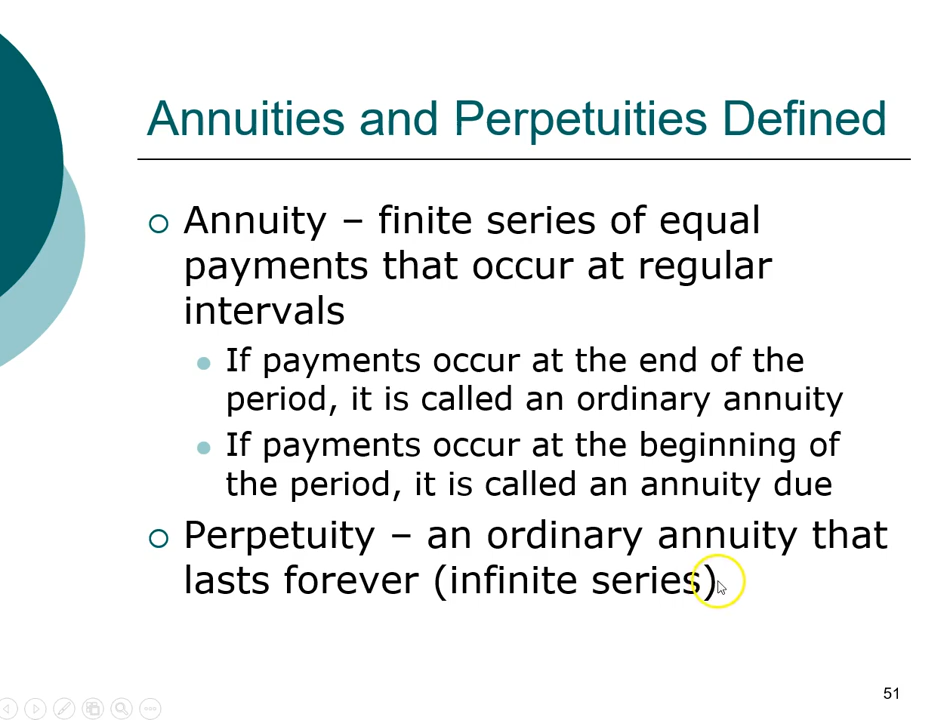 Annuities and Perpetuities Defined
Annuity – finite series of equal
payments that occur at regular
intervals
If payments occur at the end of the
period, it is called an ordinary annuity
If payments occur at the beginning of
the period, it is called an annuity due
Perpetuity – an ordinary annuity that
lasts forever (infinite series)
51